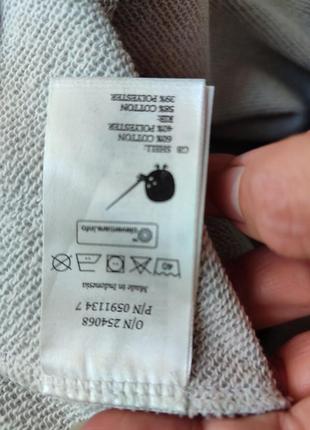 O/N 254068
P/N 0591134 7
Made in Indonesia
40
clevercare.info
GB SHELL:
60% COTTON
40% POLYESTER
RIB:
58% COTTON
39% POLYESTER